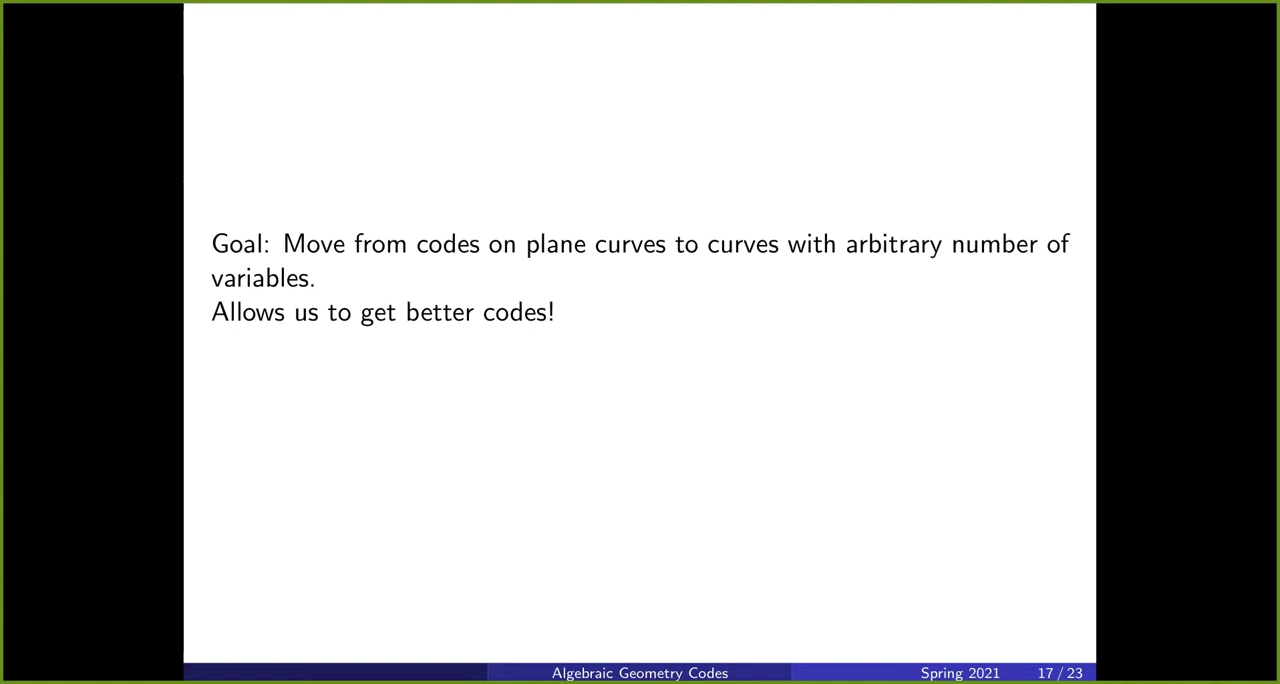 Goal: Move from codes on plane curves to curves with arbitrary number of
variables.
Allows us to get better codes!
Algebraic Geometry Codes Spring 2021 17 / 23